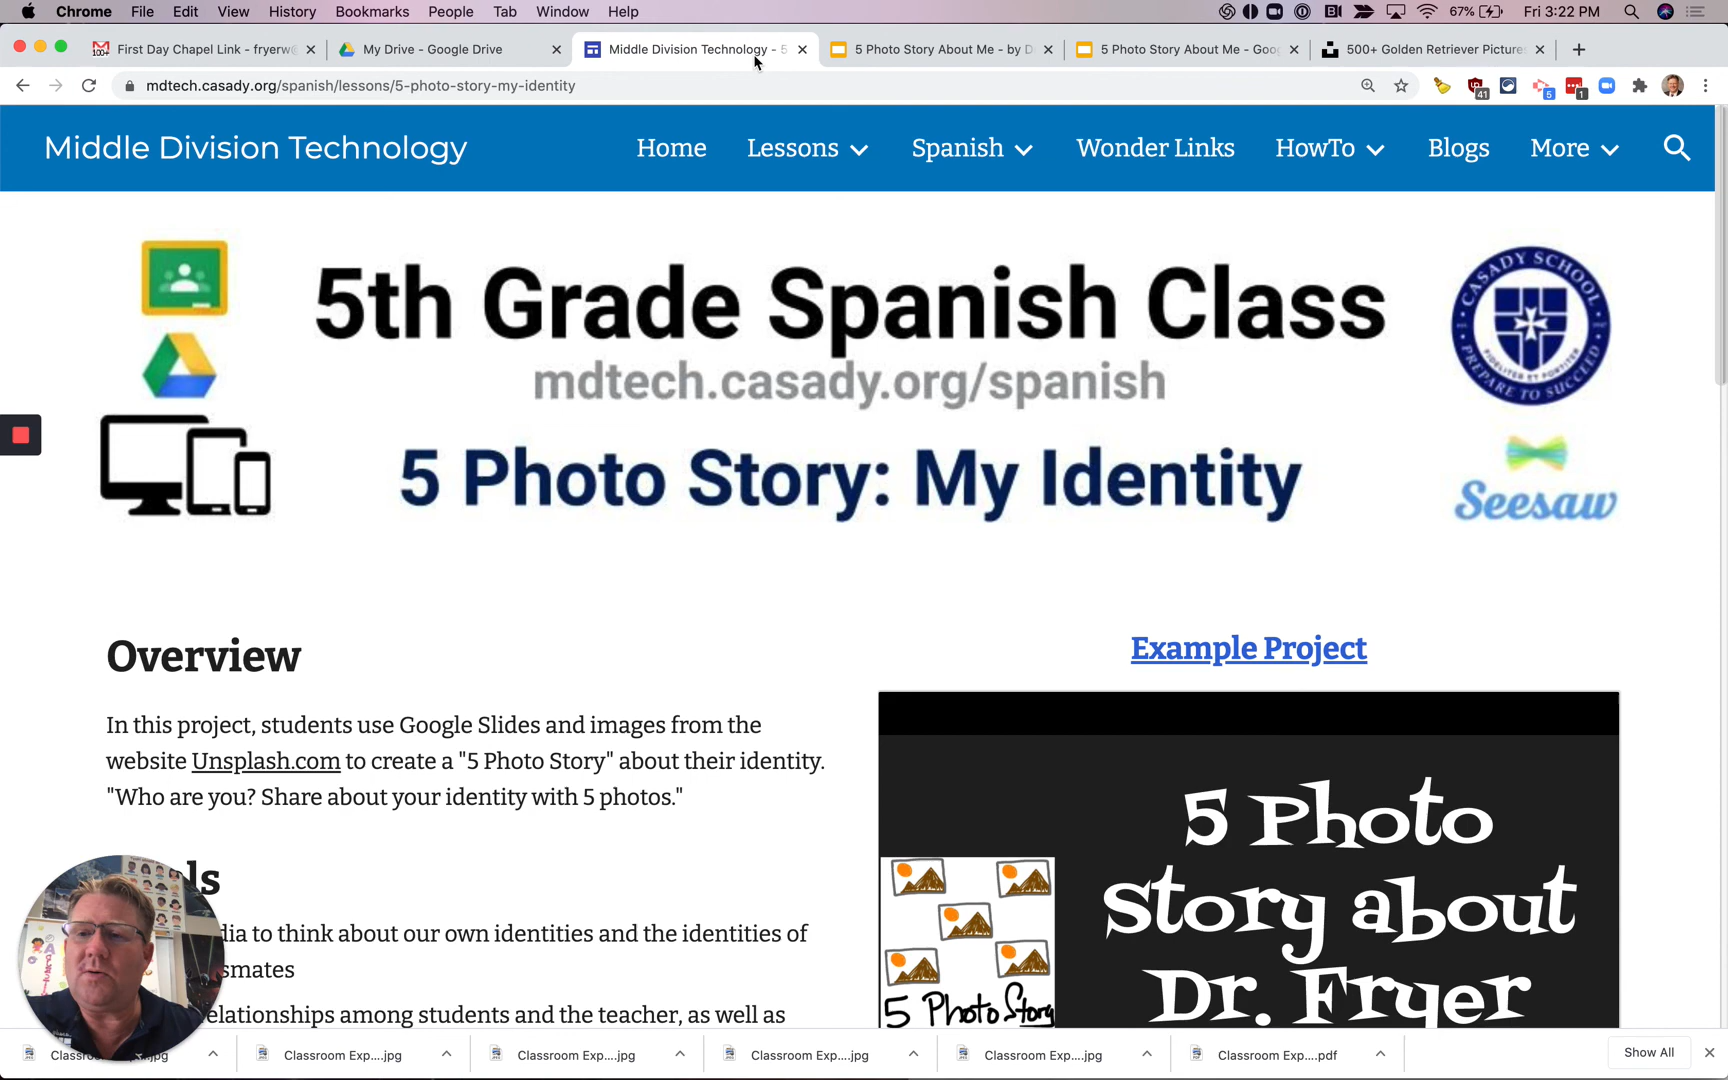 Chrome File Edit View History Bookmarks People Tab Window Help 67% Fri 3:22 PM
First Day Chapel Link - fryerw@ My Drive - Google Drive Middle Division Technology - 5 5 Photo Story About Me - by D 5 Photo Story About Me - Goo 500+ Golden Retriever Pictures
mdtech.casady.org/spanish/lessons/5-photo-story-my-identity 41 5 1
Middle Division Technology Home Lessons Spanish Wonder Links HowTo Blogs More
5th Grade Spanish Class
mdtech.casady.org/spanish
5 Photo Story: My Identity
CASADY SCHOOL
PREPARE TO SUCCEED
Seesaw
Overview
In this project, students use Google Slides and images from the
website Unsplash.com to create a "5 Photo Story" about their identity.
"Who are you? Share about your identity with 5 photos."
ls
dia to think about our own identities and the identities of
smates
elationships among students and the teacher, as well as
Example Project
5 Photo
Story about
Dr. Fryer
5 Photo Story
Classroom Exp....jpg Classroom Exp....jpg Classroom Exp....jpg Classroom Exp....jpg Classroom Exp....pdf Show All